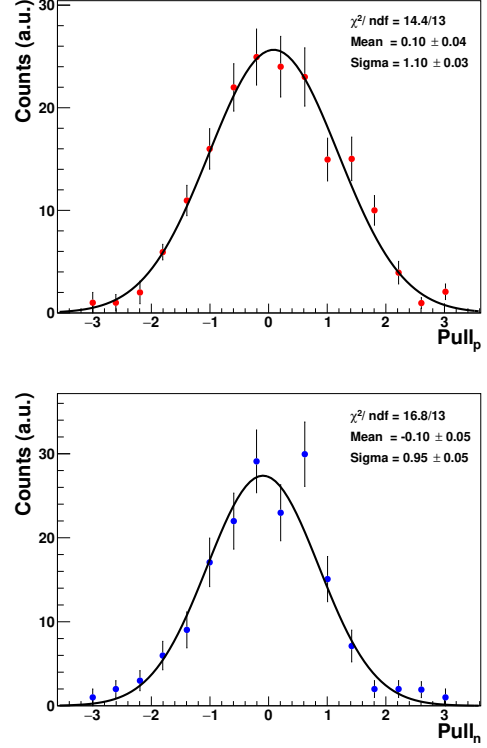 Counts (a.u.)
30
20
10
0
χ²/ ndf = 14.4/13
Mean = 0.10 ± 0.04
Sigma = 1.10 ± 0.03
−3 −2 −1 0 1 2 3
Pullₚ
Counts (a.u.)
30
20
10
0
χ²/ ndf = 16.8/13
Mean = -0.10 ± 0.05
Sigma = 0.95 ± 0.05
−3 −2 −1 0 1 2 3
Pullₙ